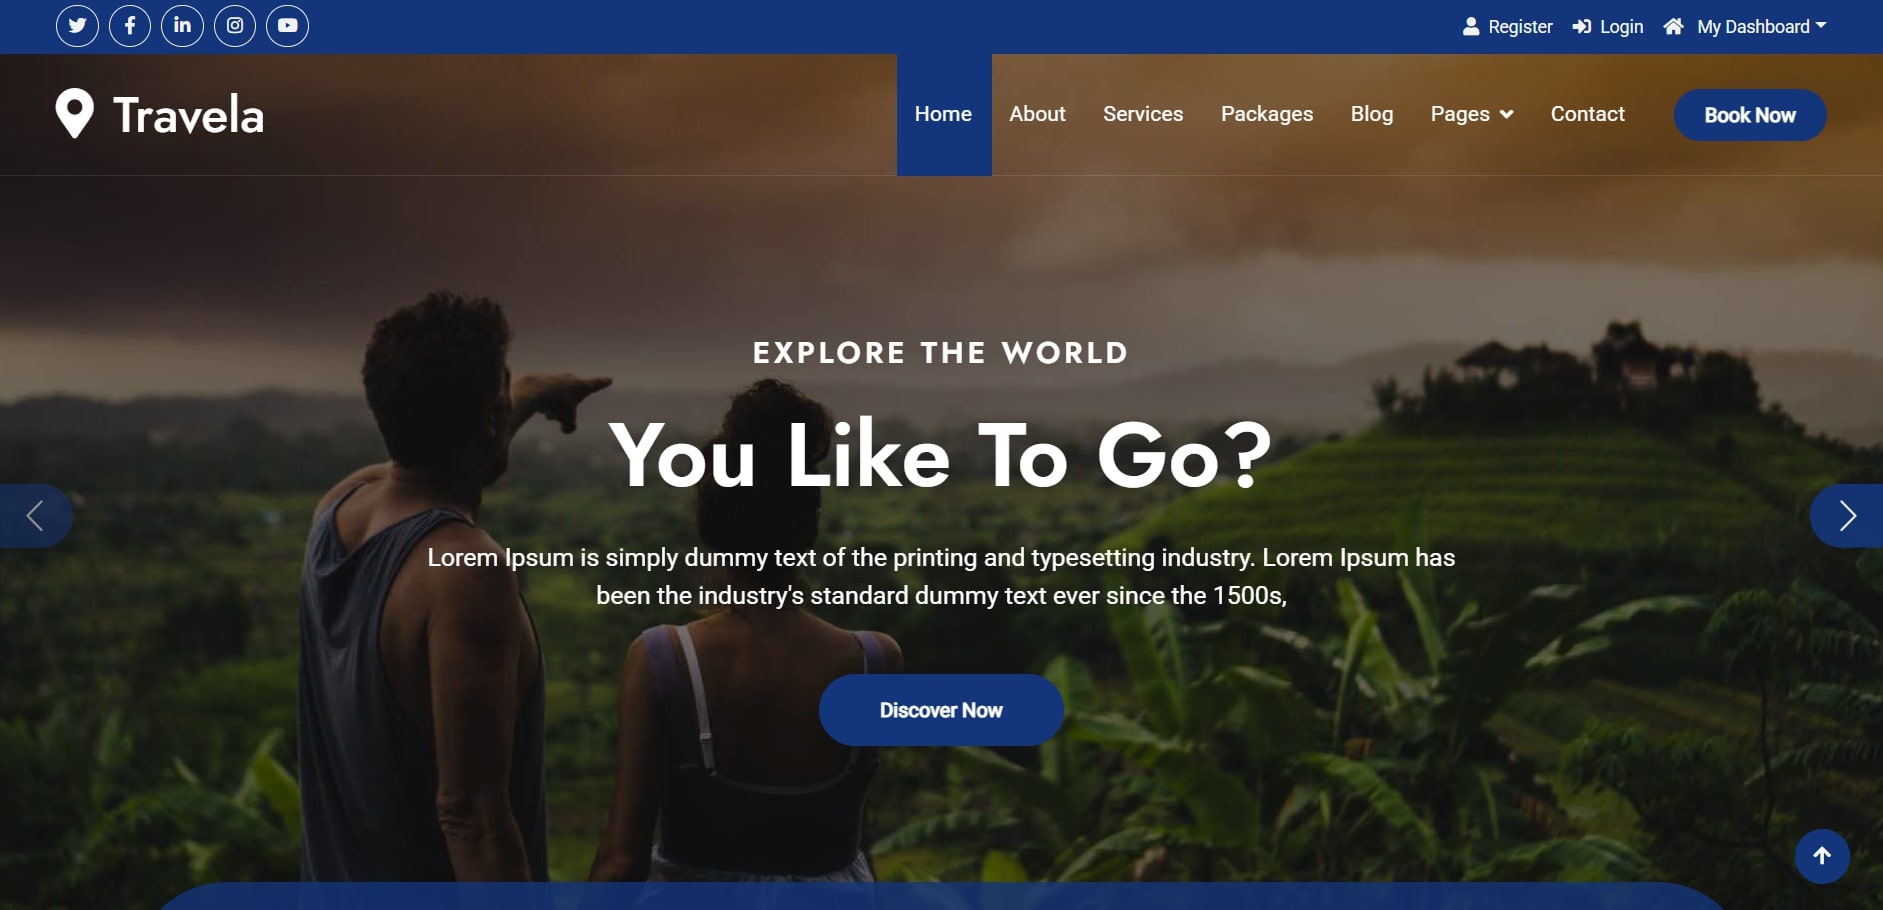 Register Login My Dashboard
Travela
Home About Services Packages Blog Pages Contact Book Now
EXPLORE THE WORLD
You Like To Go?
Lorem Ipsum is simply dummy text of the printing and typesetting industry. Lorem Ipsum has
been the industry's standard dummy text ever since the 1500s,
Discover Now